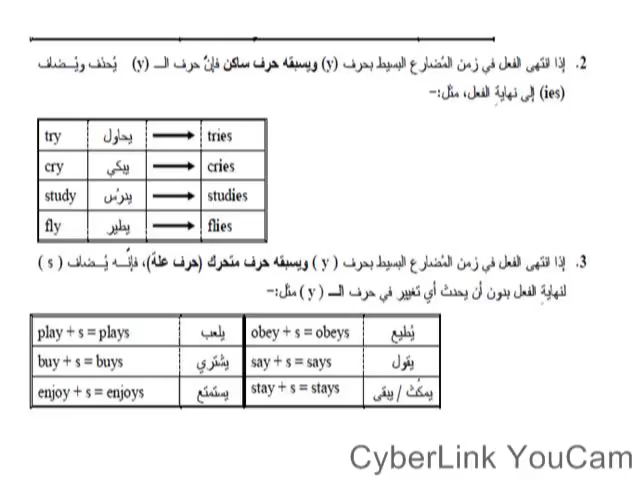 2. إذا انتهى الفعل في زمن المُضارع البسيط بحرف (y) ويسبقه حرف ساكن فإنّ حرف الـ (y) يُحذف ويُضاف
(ies) إلى نهاية الفعل، مثل:-
try يحاول → tries
cry يبكي → cries
study يدرُس → studies
fly يطير → flies
3. إذا انتهى الفعل في زمن المُضارع البسيط بحرف ( y ) ويسبقه حرف متحرك (حرف علة)، فإنّه يُضاف ( s )
لنهاية الفعل بدون أن يحدث أي تغيير في حرف الـ ( y ) مثل:-
play + s = plays يلعب obey + s = obeys يُطيع
buy + s = buys يشتري say + s = says يقول
enjoy + s = enjoys يستمتع stay + s = stays يمكُث / يبقى
CyberLink YouCam